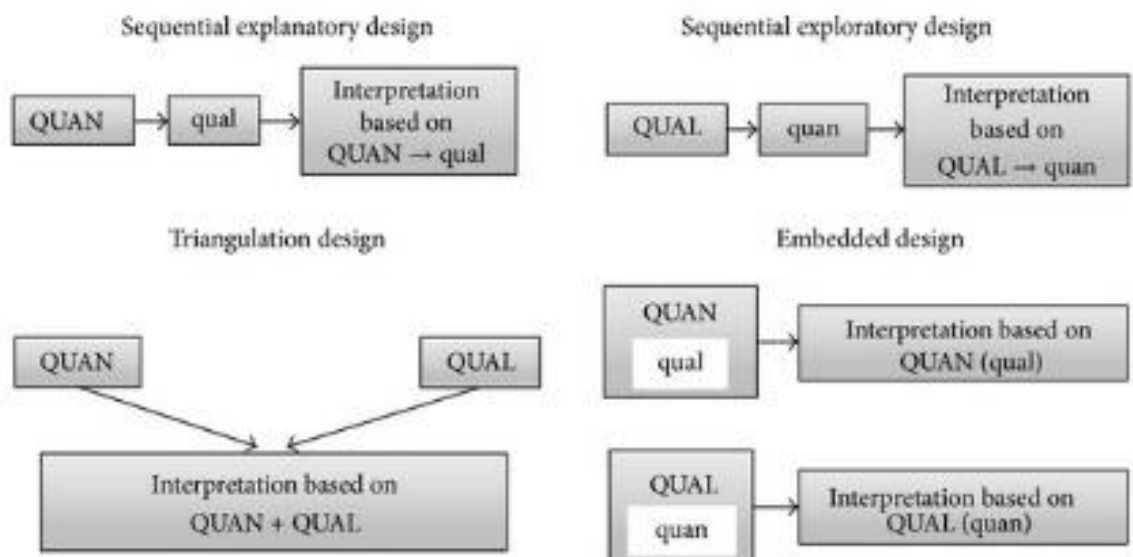 Sequential explanatory design
QUAN
qual
Interpretation
based on
QUAN → qual
Sequential exploratory design
QUAL
quan
Interpretation
based on
QUAL → quan
Triangulation design
QUAN
QUAL
Interpretation based on
QUAN + QUAL
Embedded design
QUAN
qual
Interpretation based on
QUAN (qual)
QUAL
quan
Interpretation based on
QUAL (quan)